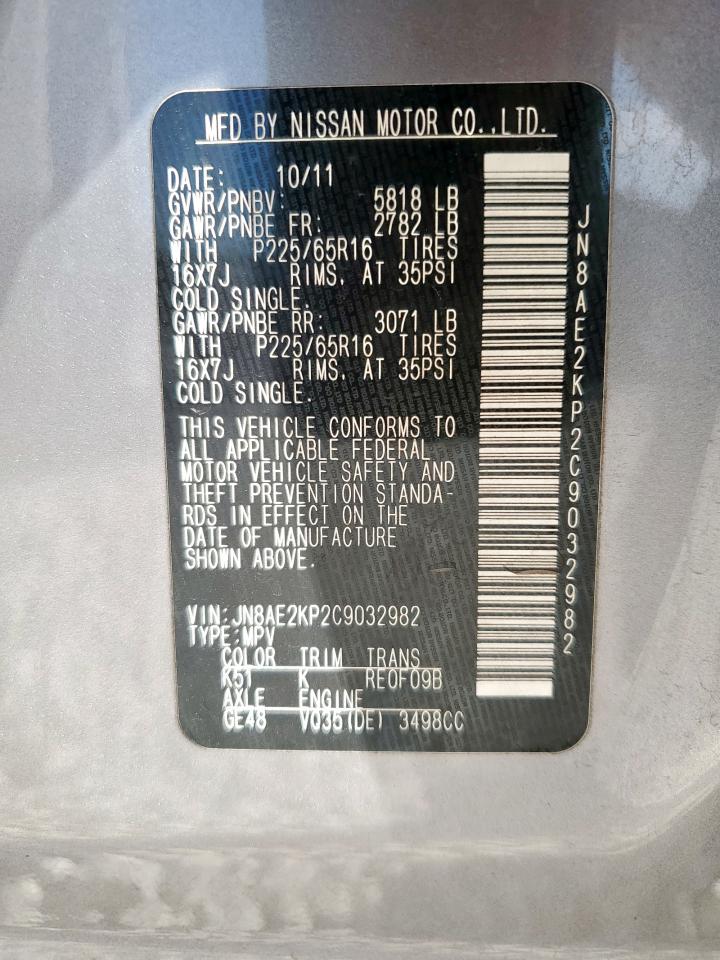 MFD BY NISSAN MOTOR CO.,LTD.
DATE: 10/11
GVWR/PNBV: 5818 LB
GAWR/PNBE FR: 2782 LB
WITH P225/65R16 TIRES
16X7J RIMS, AT 35PSI
COLD SINGLE.
GAWR/PNBE RR: 3071 LB
WITH P225/65R16 TIRES
16X7J RIMS, AT 35PSI
COLD SINGLE.
THIS VEHICLE CONFORMS TO
ALL APPLICABLE FEDERAL
MOTOR VEHICLE SAFETY AND
THEFT PREVENTION STANDA-
RDS IN EFFECT ON THE
DATE OF MANUFACTURE
SHOWN ABOVE.
VIN:JN8AE2KP2C9032982
TYPE:MPV
COLOR TRIM TRANS
K51 K RE0F09B
AXLE ENGINE
GE48 VQ35(DE) 3498CC
JN8AE2KP2C9032982